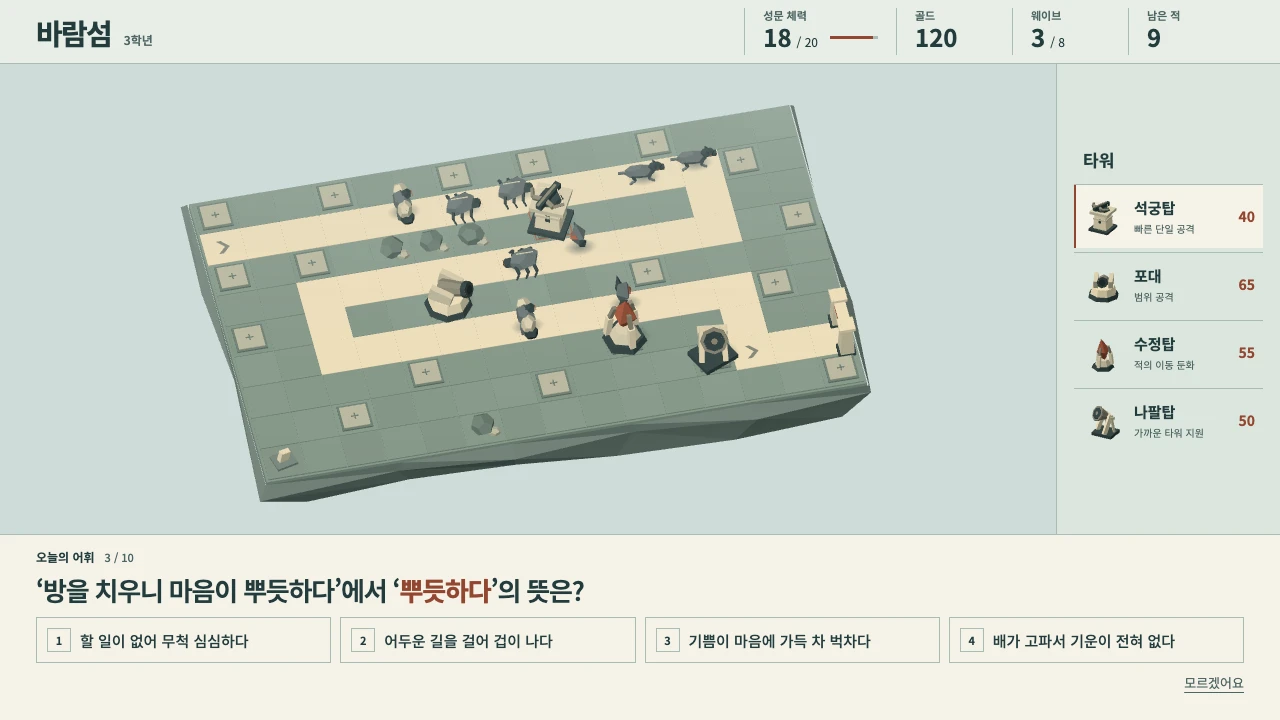 바람섬 3학년
성문 체력
18 / 20
골드
120
웨이브
3 / 8
남은 적
9
타워
석궁탑
빠른 단일 공격
40
포대
범위 공격
65
수정탑
적의 이동 둔화
55
나팔탑
가까운 타워 지원
50
오늘의 어휘 3 / 10
‘방을 치우니 마음이 뿌듯하다’에서 ‘뿌듯하다’의 뜻은?
1 할 일이 없어 무척 심심하다
2 어두운 길을 걸어 겁이 나다
3 기쁨이 마음에 가득 차 벅차다
4 배가 고파서 기운이 전혀 없다
모르겠어요